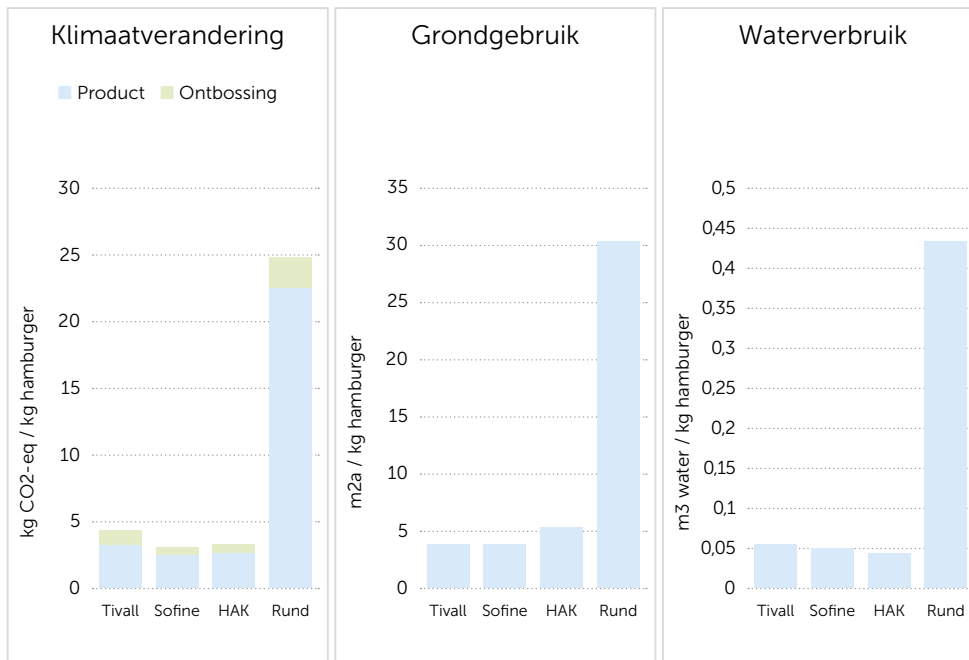 Klimaatverandering
Product Ontbossing
30
25
20
15
10
5
0
kg CO2-eq / kg hamburger
Tivall Sofine HAK Rund
Grondgebruik
35
30
25
20
15
10
5
0
m2a / kg hamburger
Tivall Sofine HAK Rund
Waterverbruik
0,5
0,45
0,4
0,35
0,3
0,25
0,2
0,15
0,1
0,05
0
m3 water / kg hamburger
Tivall Sofine HAK Rund